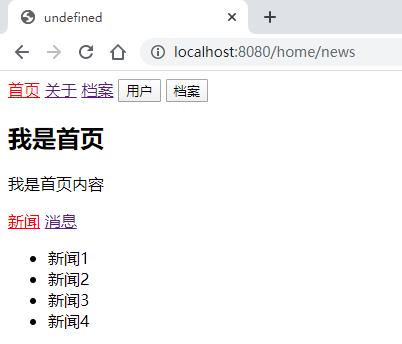 undefined
localhost:8080/home/news
首页 关于 档案 用户 档案
我是首页
我是首页内容
新闻 消息
新闻1
新闻2
新闻3
新闻4